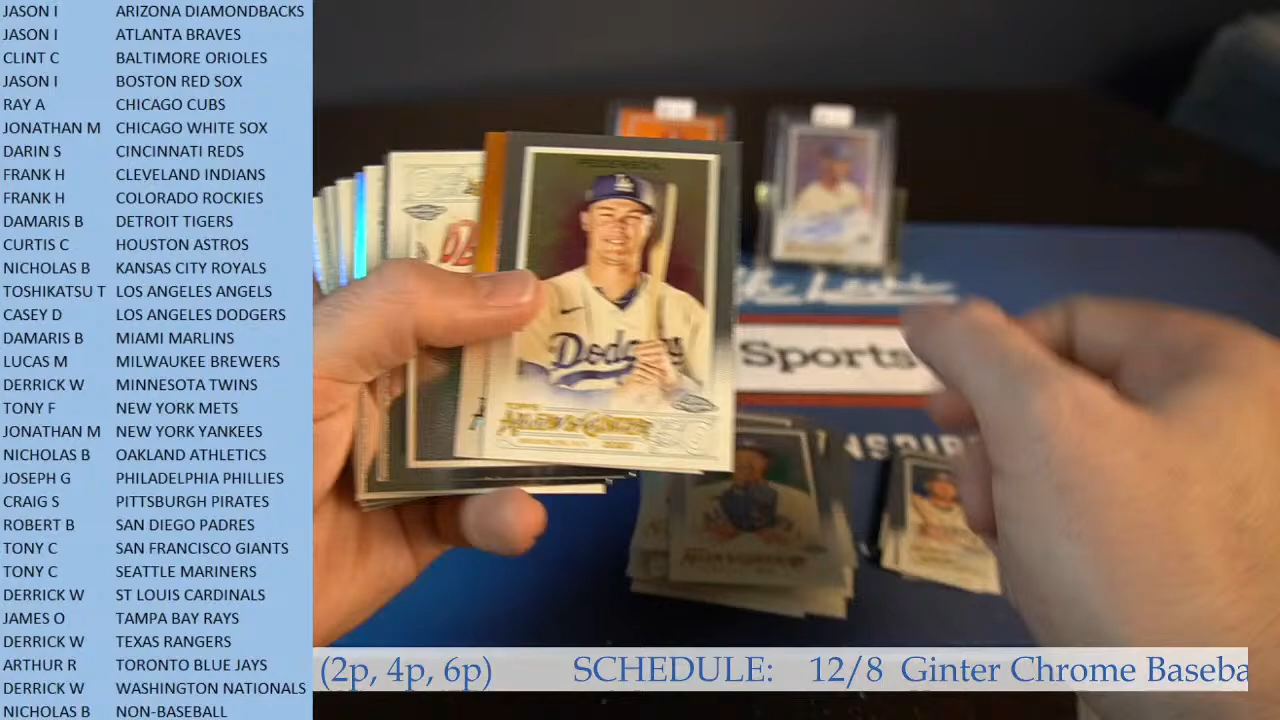 JASON I ARIZONA DIAMONDBACKS
JASON I ATLANTA BRAVES
CLINT C BALTIMORE ORIOLES
JASON I BOSTON RED SOX
RAY A CHICAGO CUBS
JONATHAN M CHICAGO WHITE SOX
DARIN S CINCINNATI REDS
FRANK H CLEVELAND INDIANS
FRANK H COLORADO ROCKIES
DAMARIS B DETROIT TIGERS
CURTIS C HOUSTON ASTROS
NICHOLAS B KANSAS CITY ROYALS
TOSHIKATSU T LOS ANGELES ANGELS
CASEY D LOS ANGELES DODGERS
DAMARIS B MIAMI MARLINS
LUCAS M MILWAUKEE BREWERS
DERRICK W MINNESOTA TWINS
TONY F NEW YORK METS
JONATHAN M NEW YORK YANKEES
NICHOLAS B OAKLAND ATHLETICS
JOSEPH G PHILADELPHIA PHILLIES
CRAIG S PITTSBURGH PIRATES
ROBERT B SAN DIEGO PADRES
TONY C SAN FRANCISCO GIANTS
TONY C SEATTLE MARINERS
DERRICK W ST LOUIS CARDINALS
JAMES O TAMPA BAY RAYS
DERRICK W TEXAS RANGERS
ARTHUR R TORONTO BLUE JAYS
DERRICK W WASHINGTON NATIONALS
NICHOLAS B NON-BASEBALL
Dodgers
ALLEN & GINTER
Sports
(2p, 4p, 6p) SCHEDULE: 12/8 Ginter Chrome Baseba